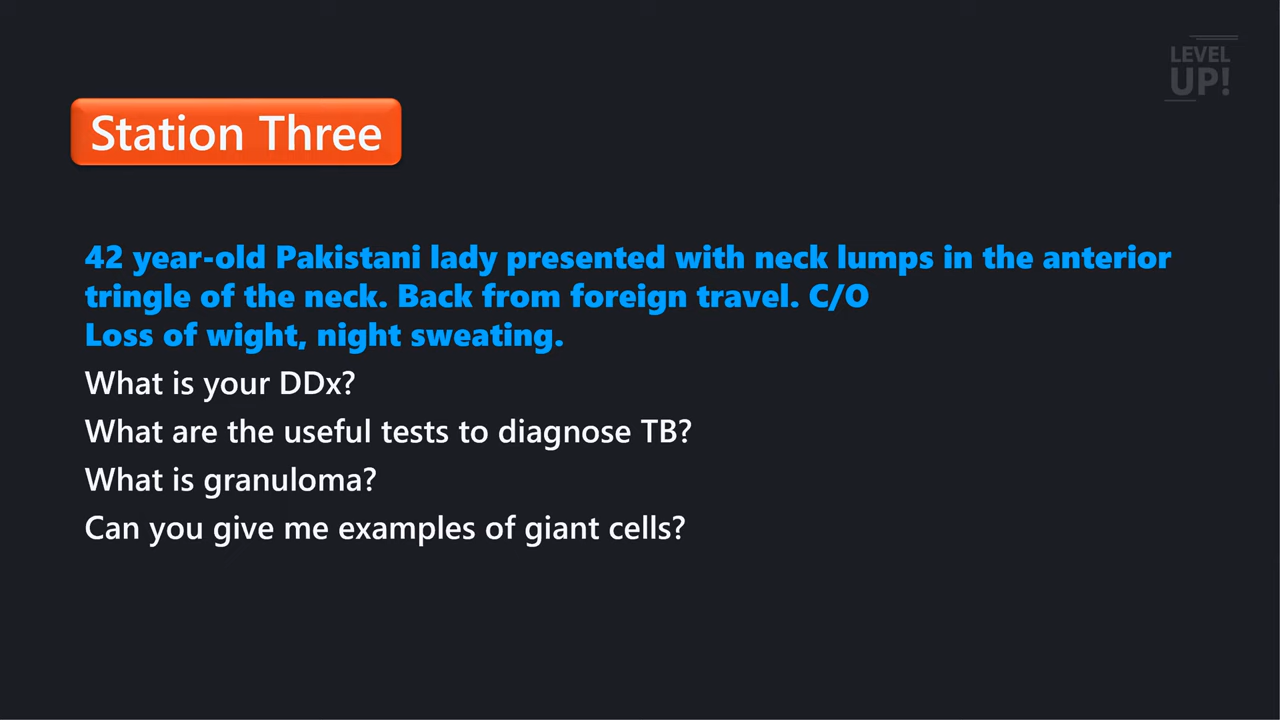 LEVEL
UP!
Station Three
42 year-old Pakistani lady presented with neck lumps in the anterior
tringle of the neck. Back from foreign travel. C/O
Loss of wight, night sweating.
What is your DDx?
What are the useful tests to diagnose TB?
What is granuloma?
Can you give me examples of giant cells?